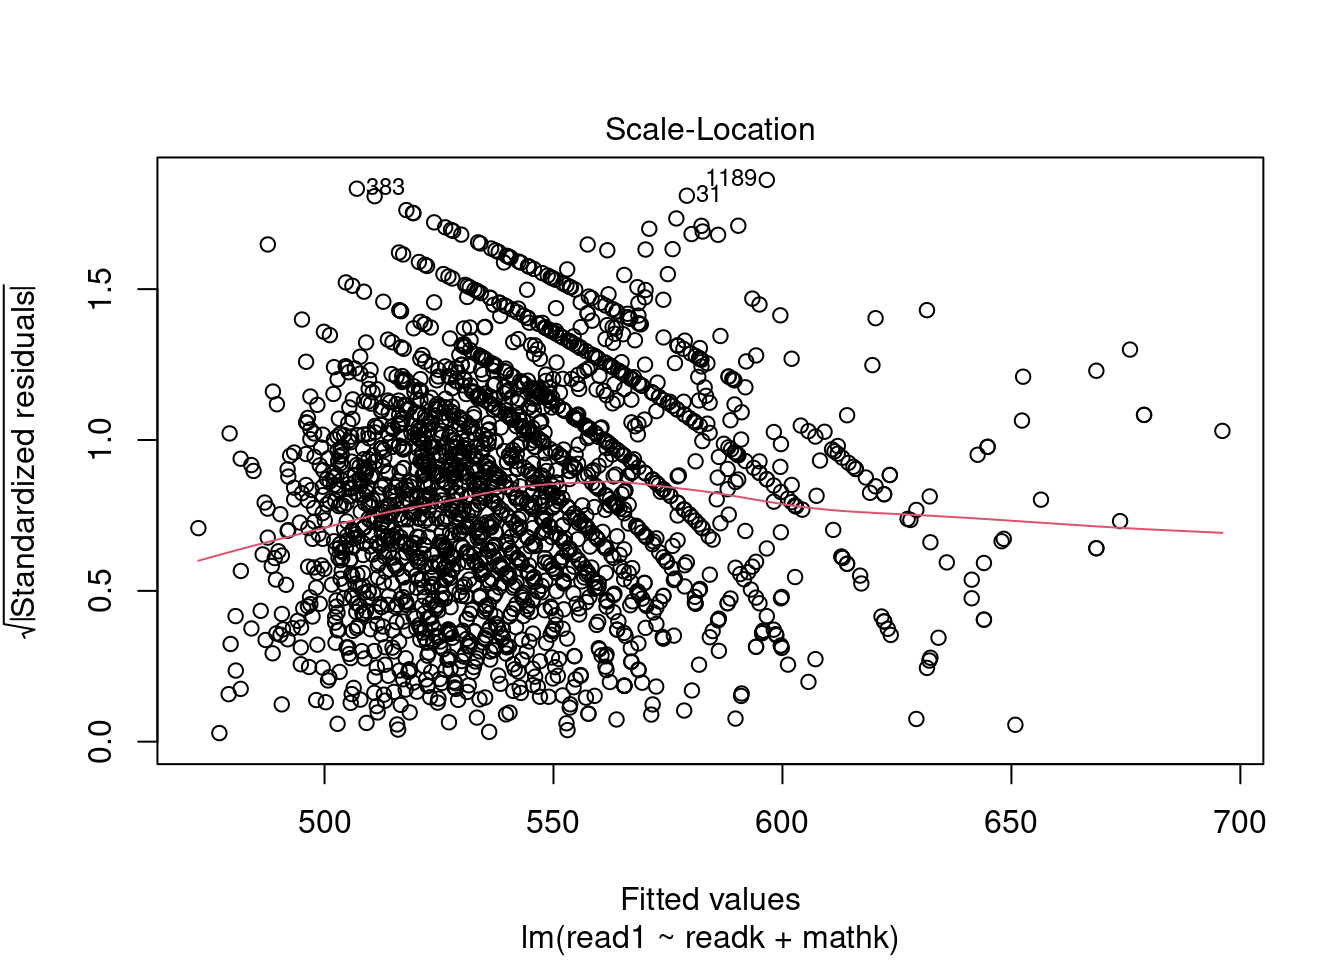 Scale-Location
383
1189
31
√|Standardized residuals|
0.0 0.5 1.0 1.5
500 550 600 650 700
Fitted values
lm(read1 ~ readk + mathk)